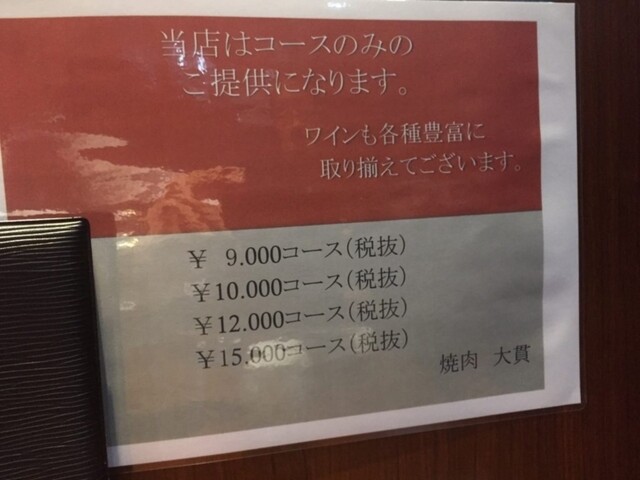 当店はコースのみの
ご提供になります。
ワインも各種豊富に
取り揃えてございます。
￥ 9.000コース(税抜)
￥10.000コース(税抜)
￥12.000コース(税抜)
￥15.000コース(税抜)
焼肉 大貫